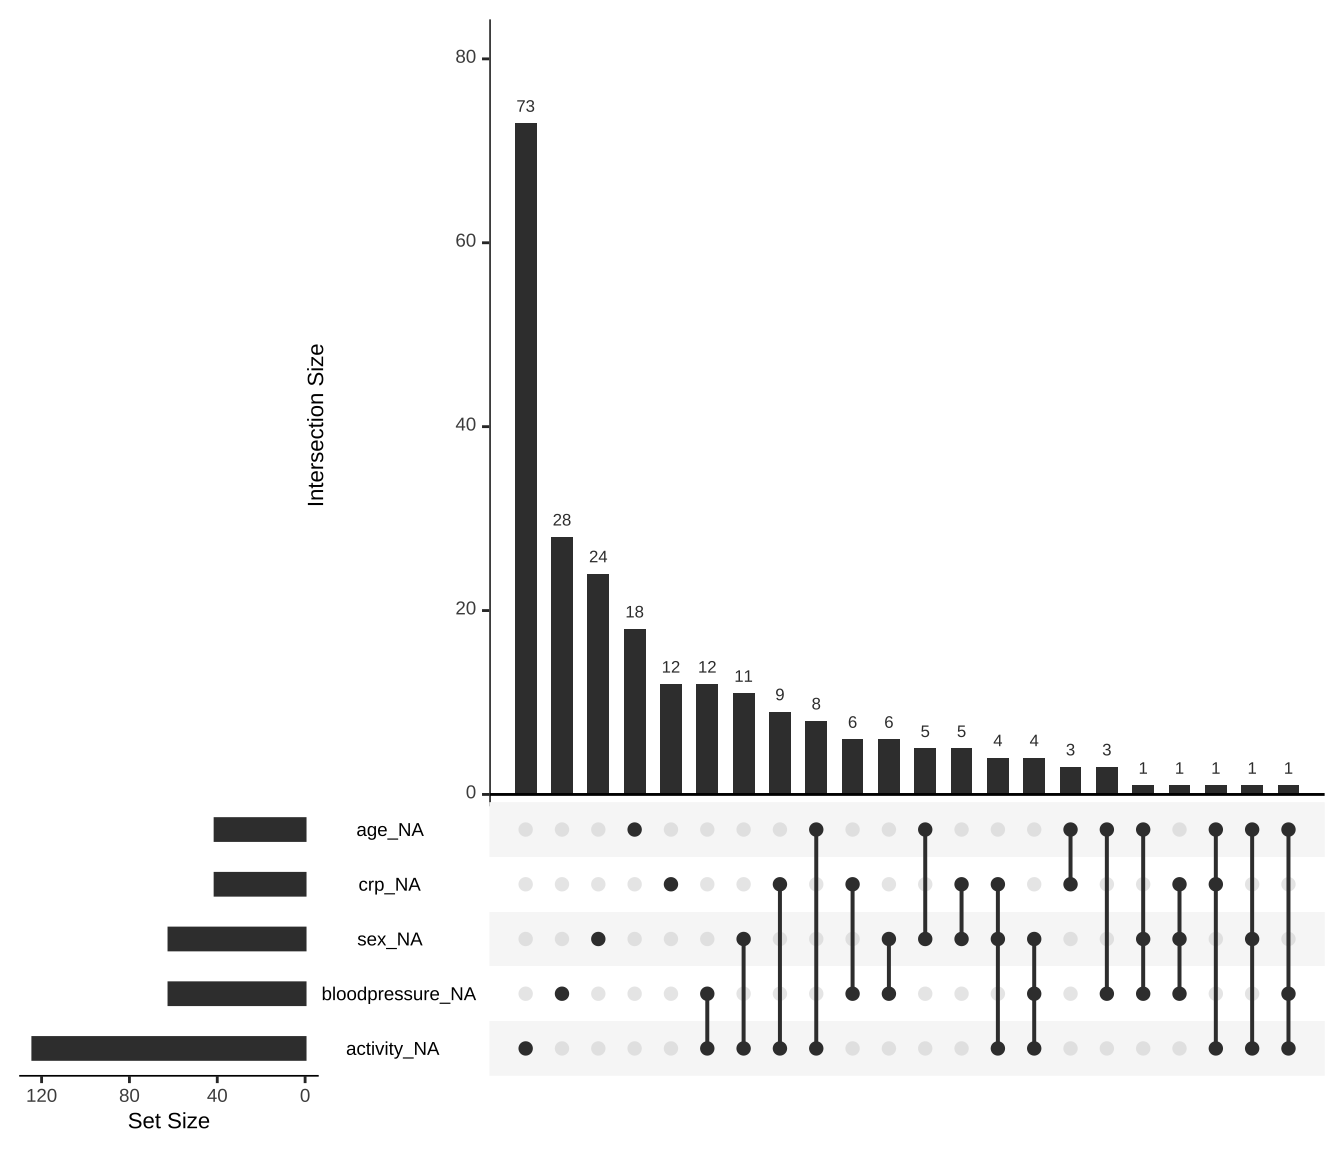 80
73
60
Intersection Size
40
28
24
20
18
12 12 11 9 8 6 6 5 5 4 4 3 3 1 1 1 1 1
0
age_NA
crp_NA
sex_NA
bloodpressure_NA
activity_NA
120 80 40 0
Set Size